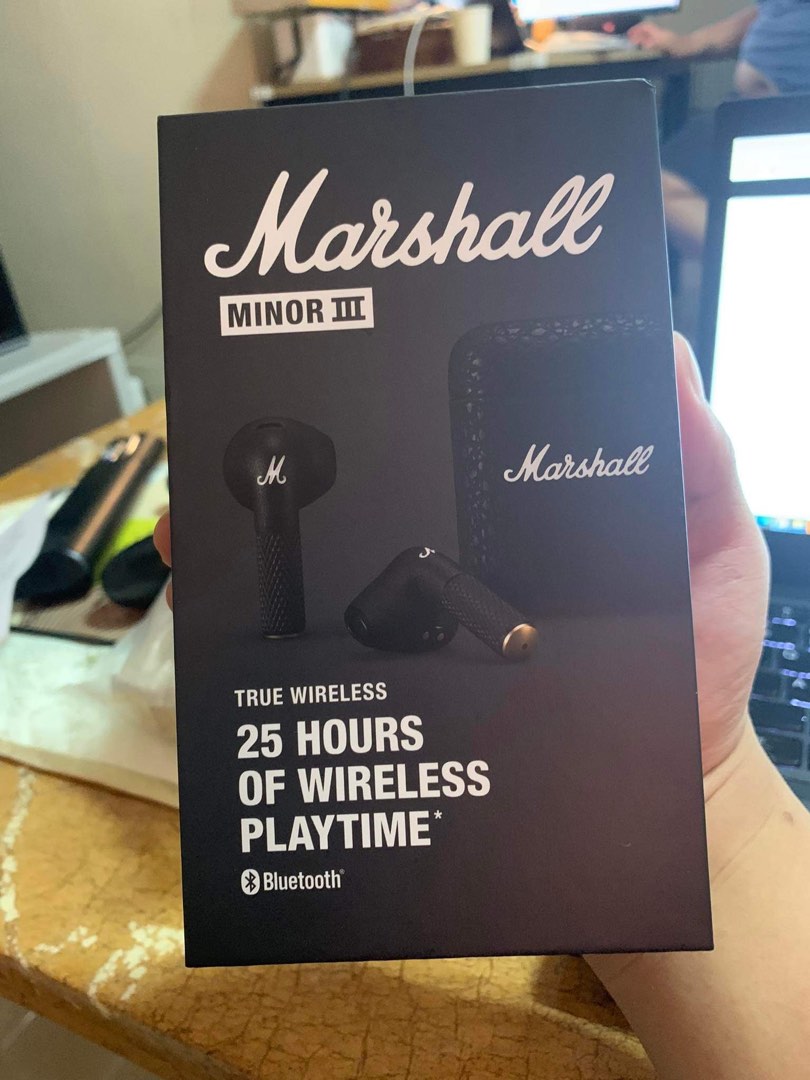 Marshall
MINOR III
M
Marshall
TRUE WIRELESS
25 HOURS
OF WIRELESS
PLAYTIME*
Bluetooth®